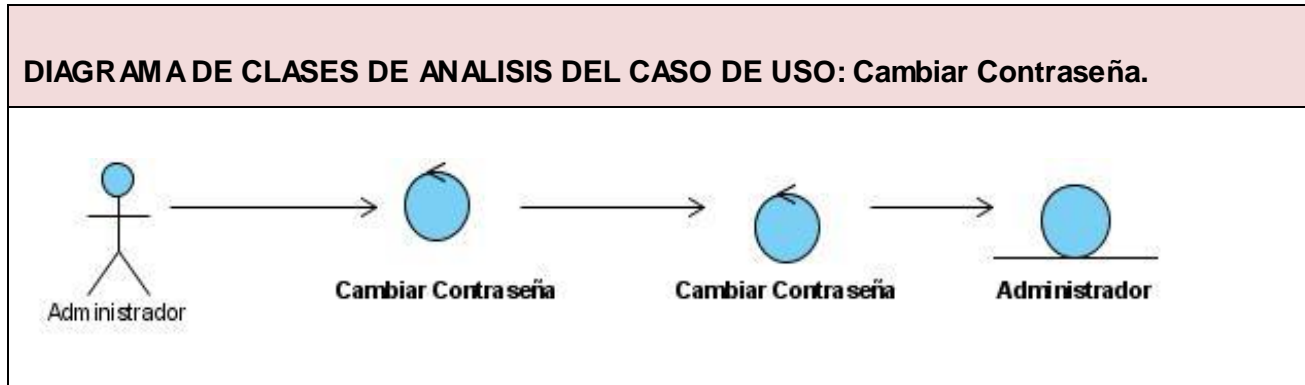 DIAGRAMA DE CLASES DE ANALISIS DEL CASO DE USO: Cambiar Contraseña.
Administrador
Cambiar Contraseña
Cambiar Contraseña
Administrador